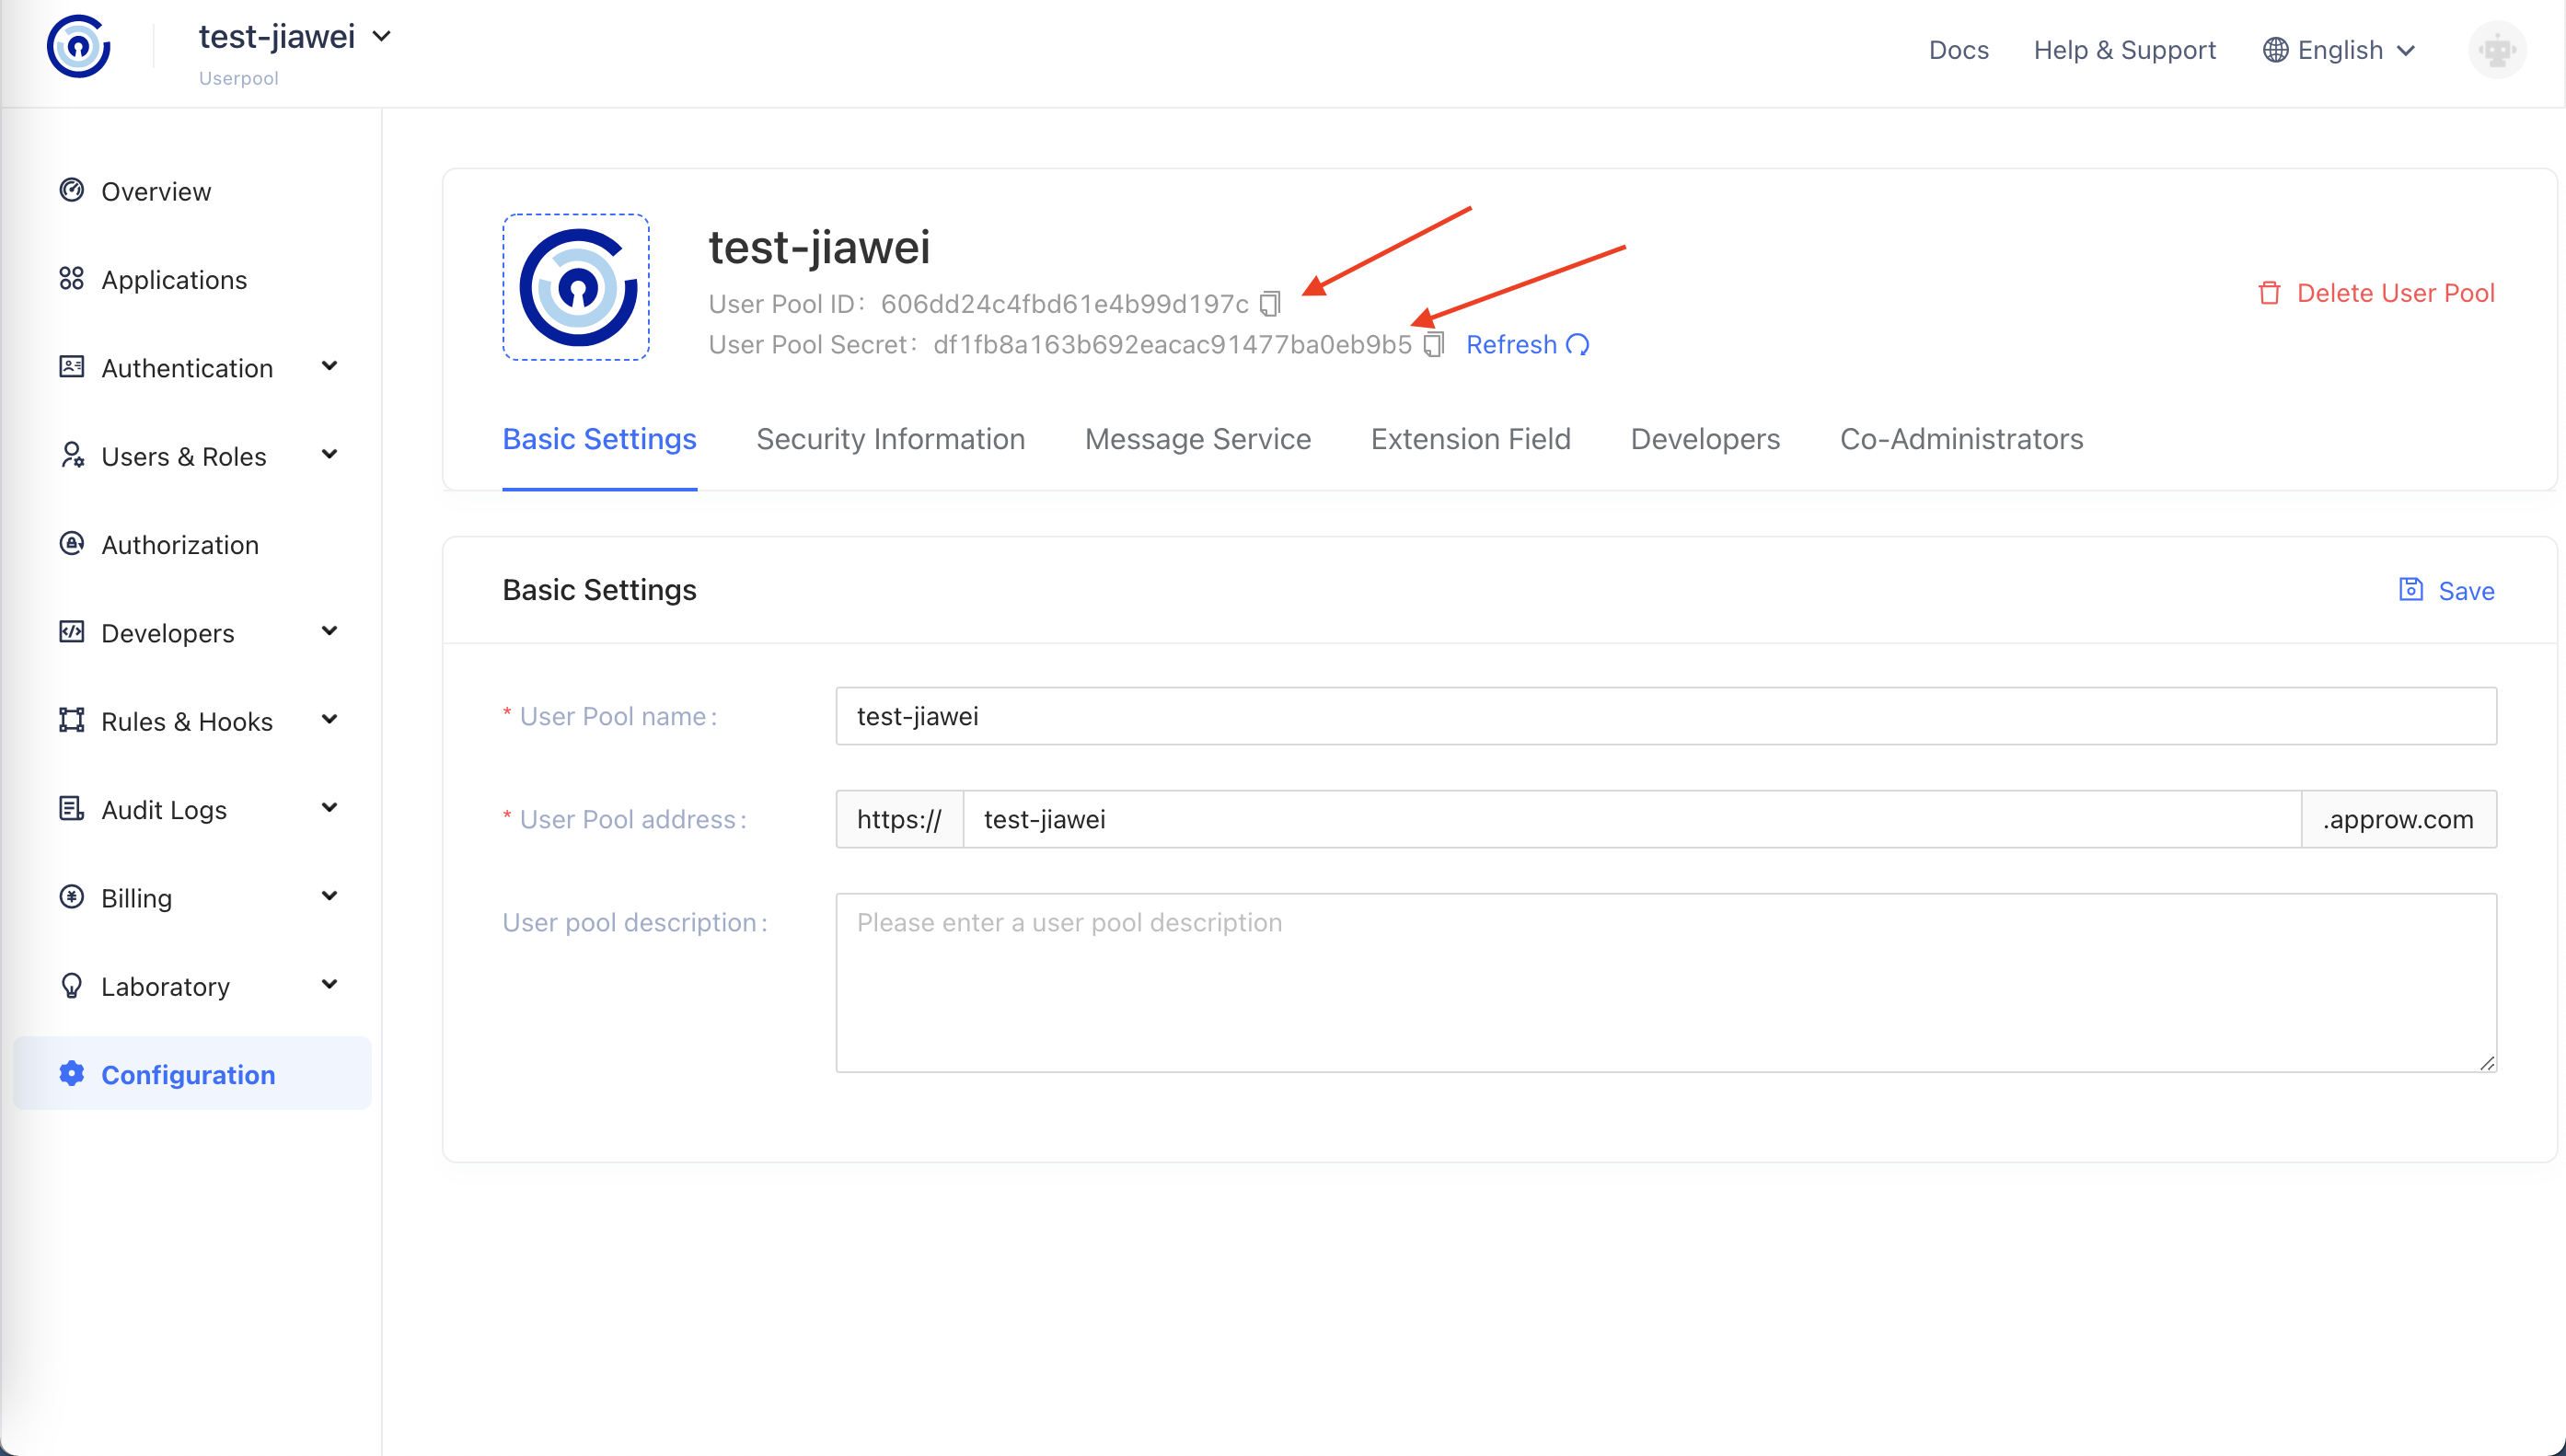 test-jiawei
Userpool
Docs Help & Support English
Overview
Applications
Authentication
Users & Roles
Authorization
Developers
Rules & Hooks
Audit Logs
Billing
Laboratory
Configuration
test-jiawei
User Pool ID: 606dd24c4fbd61e4b99d197c
User Pool Secret: df1fb8a163b692eacac91477ba0eb9b5 Refresh
Delete User Pool
Basic Settings Security Information Message Service Extension Field Developers Co-Administrators
Basic Settings Save
* User Pool name: test-jiawei
* User Pool address: https:// test-jiawei .approw.com
User pool description: Please enter a user pool description